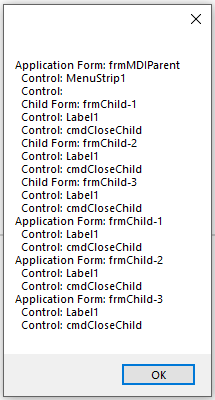 Application Form: frmMDIParent
Control: MenuStrip1
Control:
Child Form: frmChild-1
Control: Label1
Control: cmdCloseChild
Child Form: frmChild-2
Control: Label1
Control: cmdCloseChild
Child Form: frmChild-3
Control: Label1
Control: cmdCloseChild
Application Form: frmChild-1
Control: Label1
Control: cmdCloseChild
Application Form: frmChild-2
Control: Label1
Control: cmdCloseChild
Application Form: frmChild-3
Control: Label1
Control: cmdCloseChild
OK